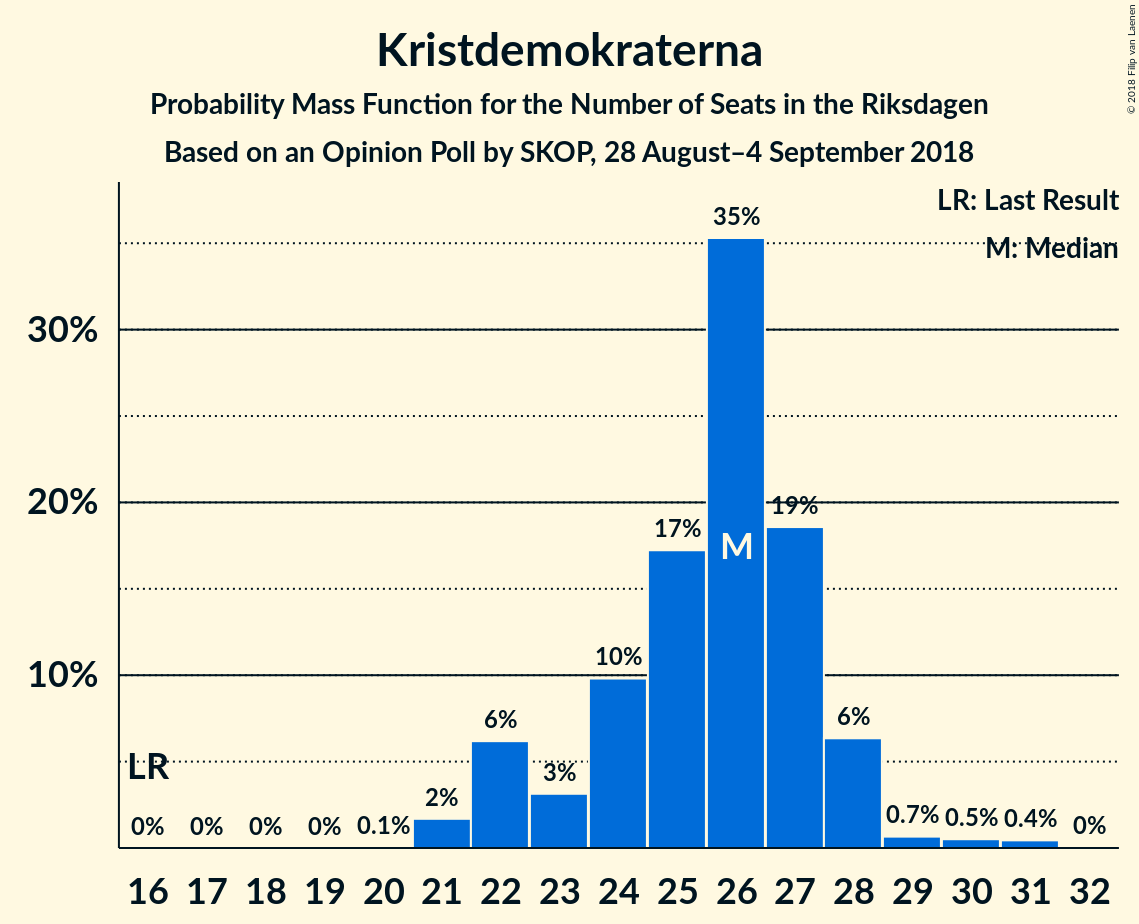 Kristdemokraterna
Probability Mass Function for the Number of Seats in the Riksdagen
Based on an Opinion Poll by SKOP, 28 August–4 September 2018
© 2018 Filip van Laenen
LR: Last Result
M: Median
35%
30%
20%
19%
17%
M
10%
10%
6%
6%
LR
3%
2%
0%
0%
0%
0%
0.1%
0.7%
0.5%
0.4%
0%
16 17 18 19 20 21 22 23 24 25 26 27 28 29 30 31 32